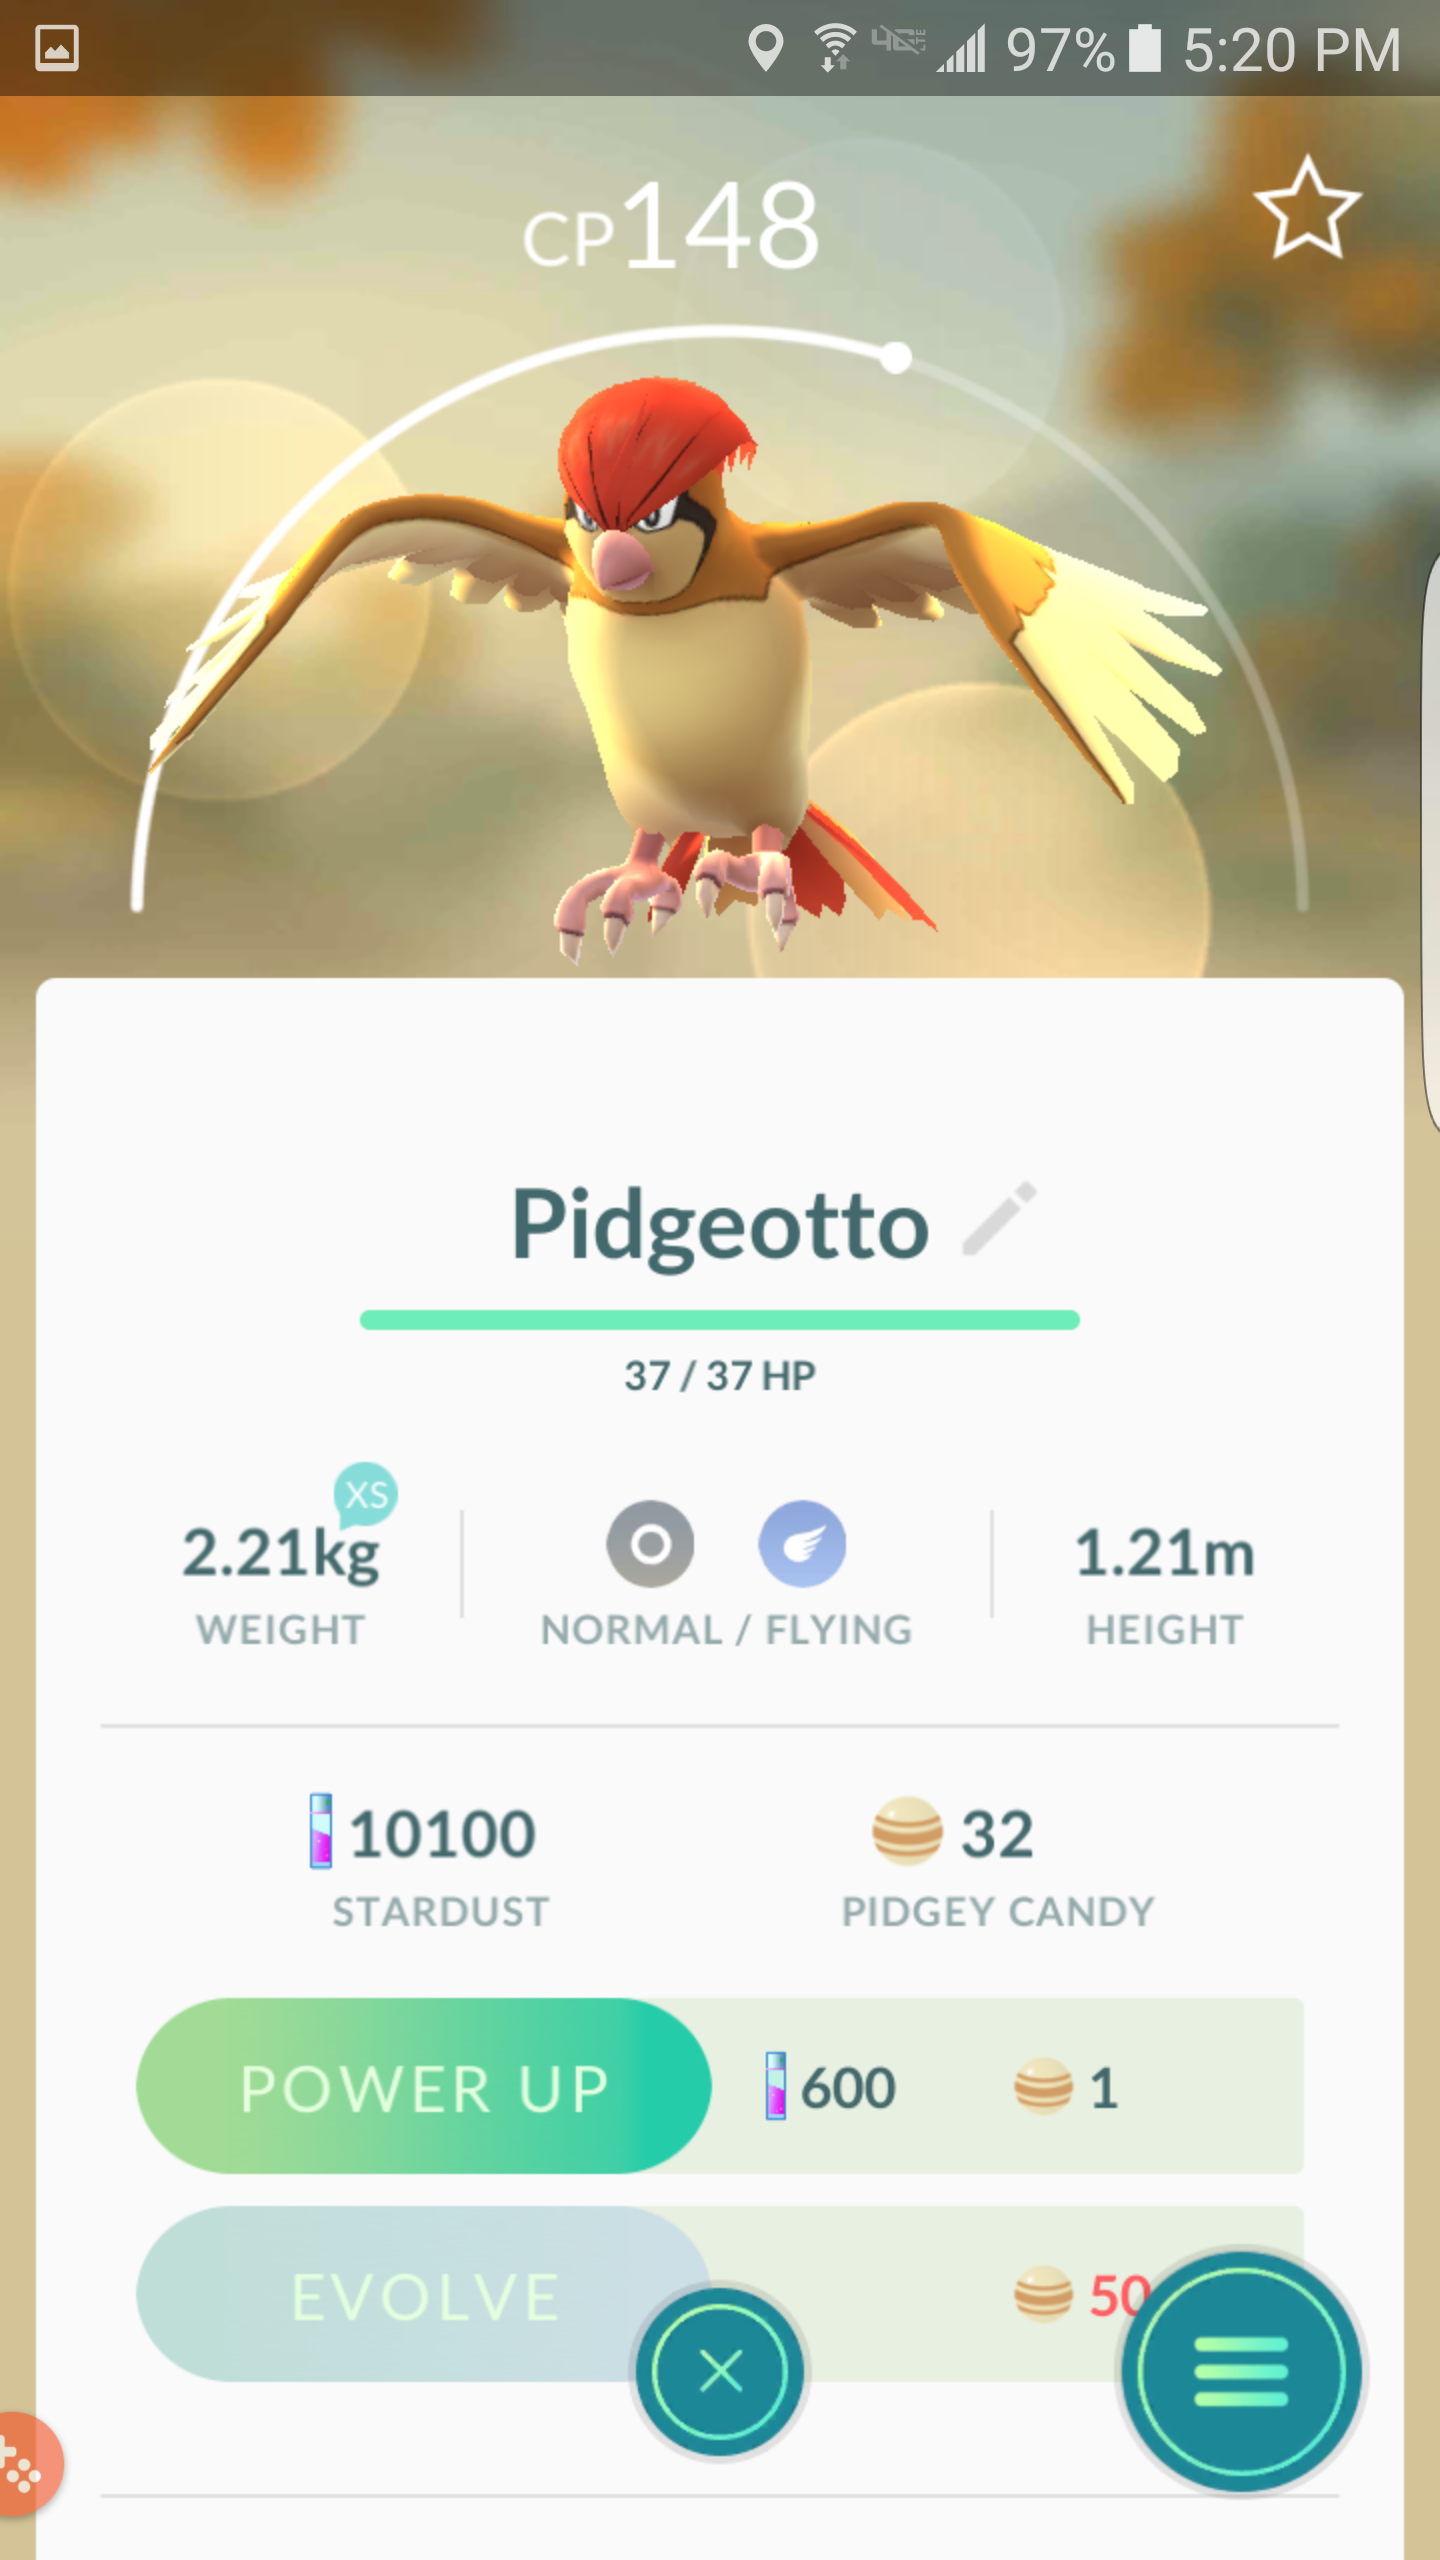 97% 5:20 PM
CP148
Pidgeotto
37 / 37 HP
XS
2.21kg
WEIGHT
NORMAL / FLYING
1.21m
HEIGHT
10100
STARDUST
32
PIDGEY CANDY
POWER UP 600 1
EVOLVE 50